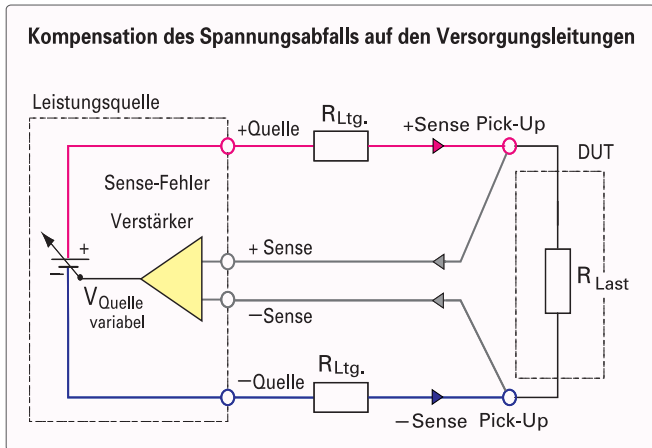 Kompensation des Spannungsabfalls auf den Versorgungsleitungen
Leistungsquelle
+Quelle
RLtg.
+Sense Pick-Up
DUT
Sense-Fehler
Verstärker
+ Sense
+
−
VQuelle
variabel
−Sense
RLast
−Quelle
RLtg.
−Sense Pick-Up